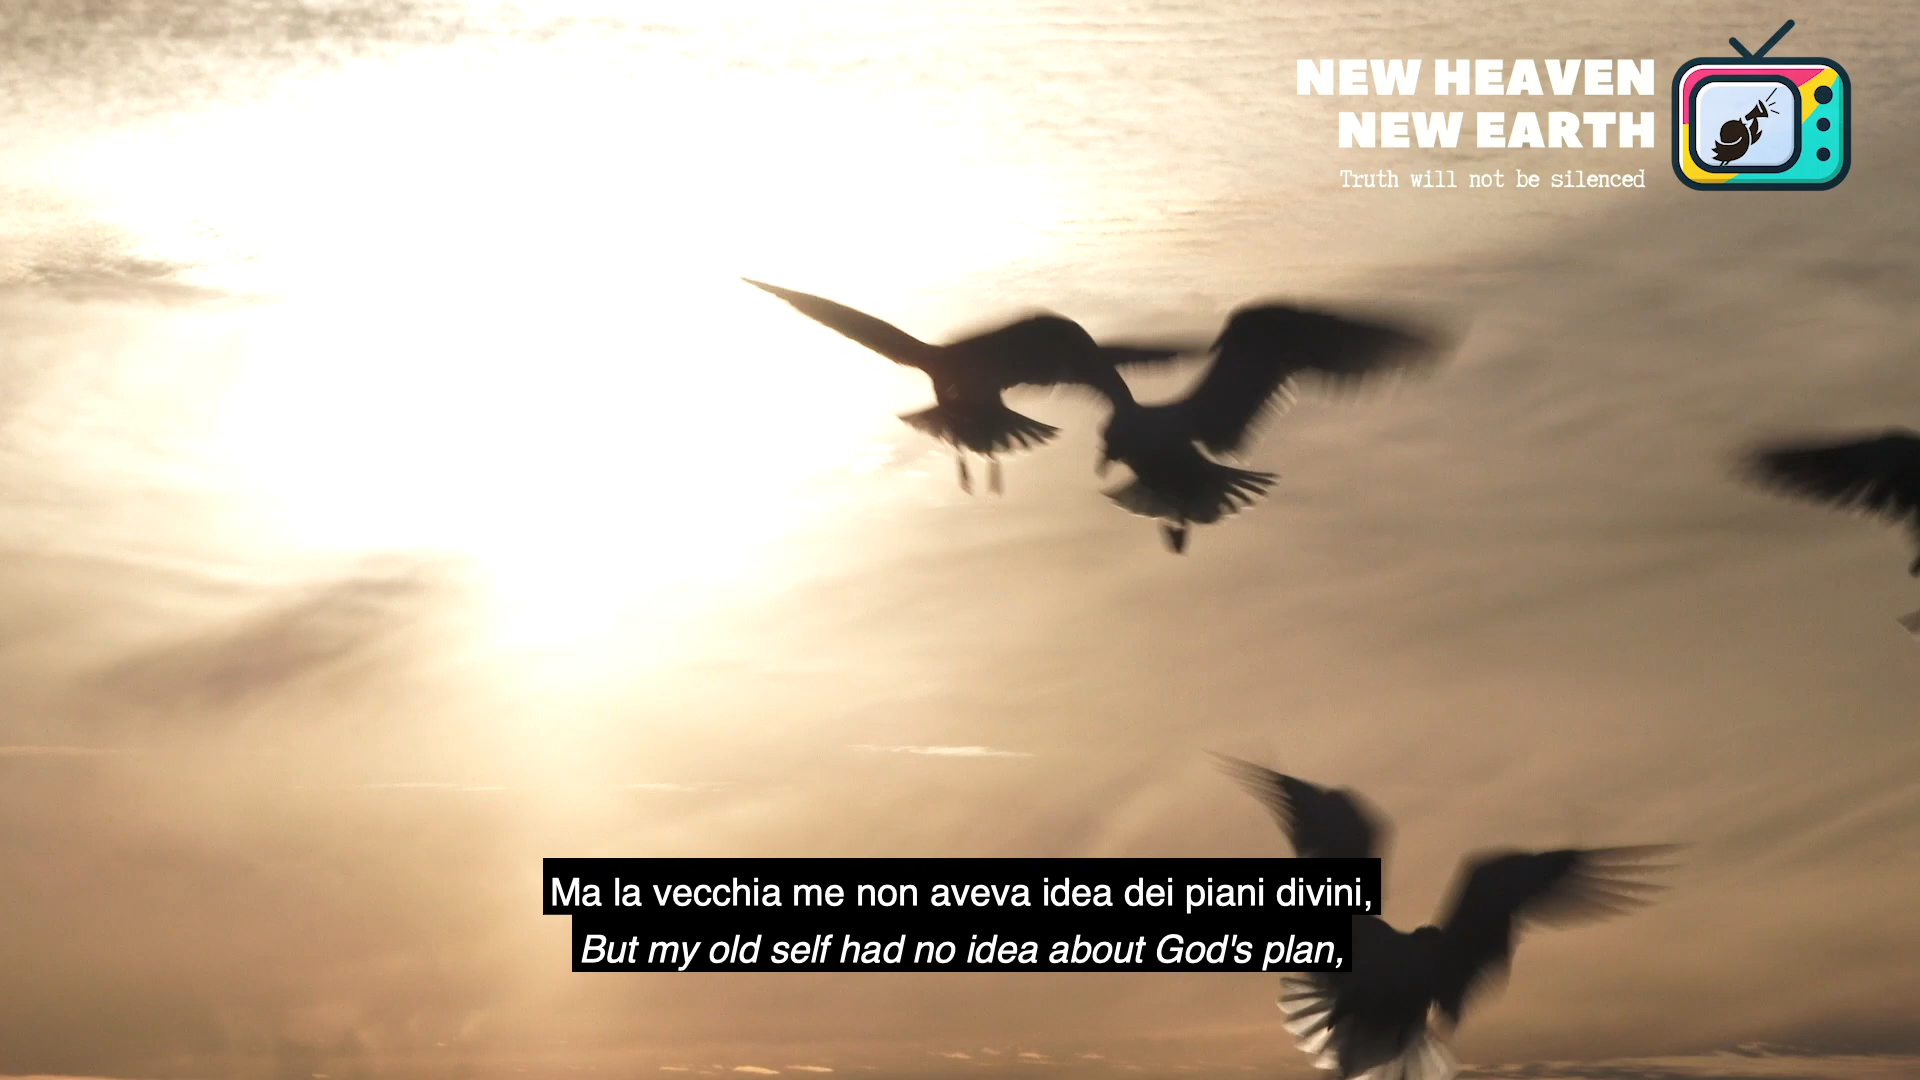 NEW HEAVEN
NEW EARTH
Truth will not be silenced
Ma la vecchia me non aveva idea dei piani divini,
But my old self had no idea about God's plan,